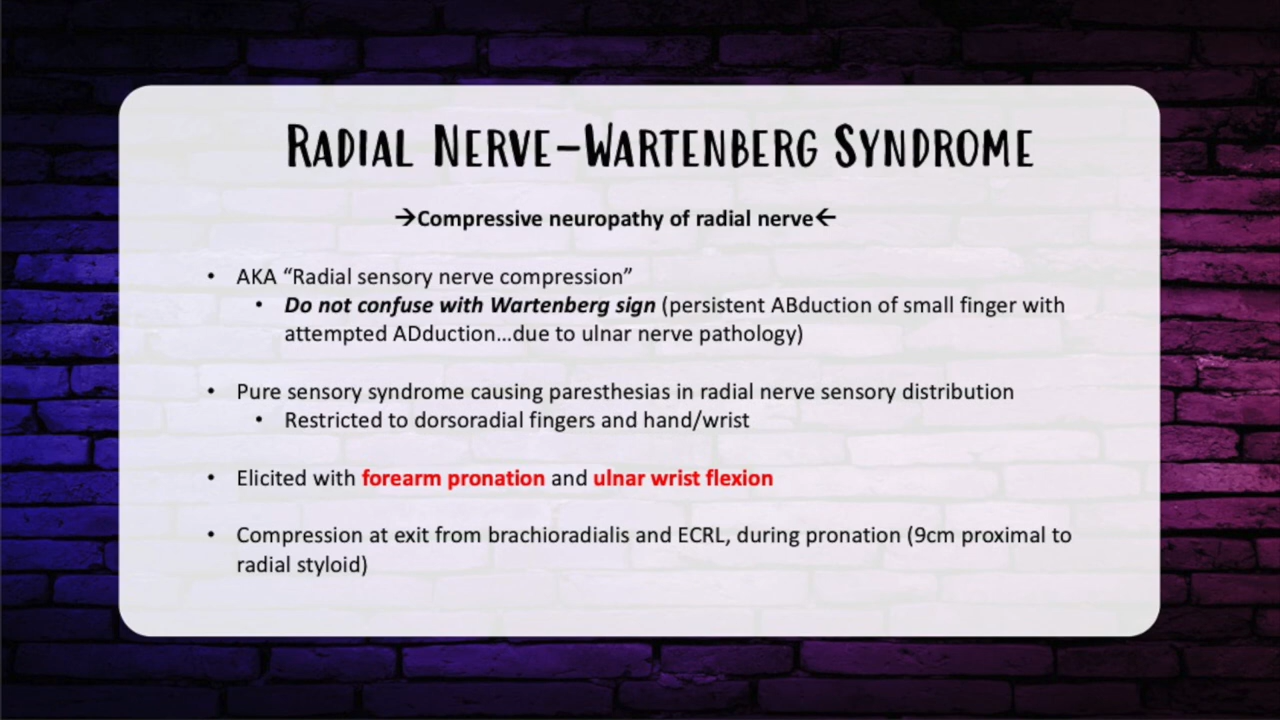 Radial Nerve-Wartenberg Syndrome
→Compressive neuropathy of radial nerve←
• AKA “Radial sensory nerve compression”
• Do not confuse with Wartenberg sign (persistent ABduction of small finger with
attempted ADduction…due to ulnar nerve pathology)
• Pure sensory syndrome causing paresthesias in radial nerve sensory distribution
• Restricted to dorsoradial fingers and hand/wrist
• Elicited with forearm pronation and ulnar wrist flexion
• Compression at exit from brachioradialis and ECRL, during pronation (9cm proximal to
radial styloid)